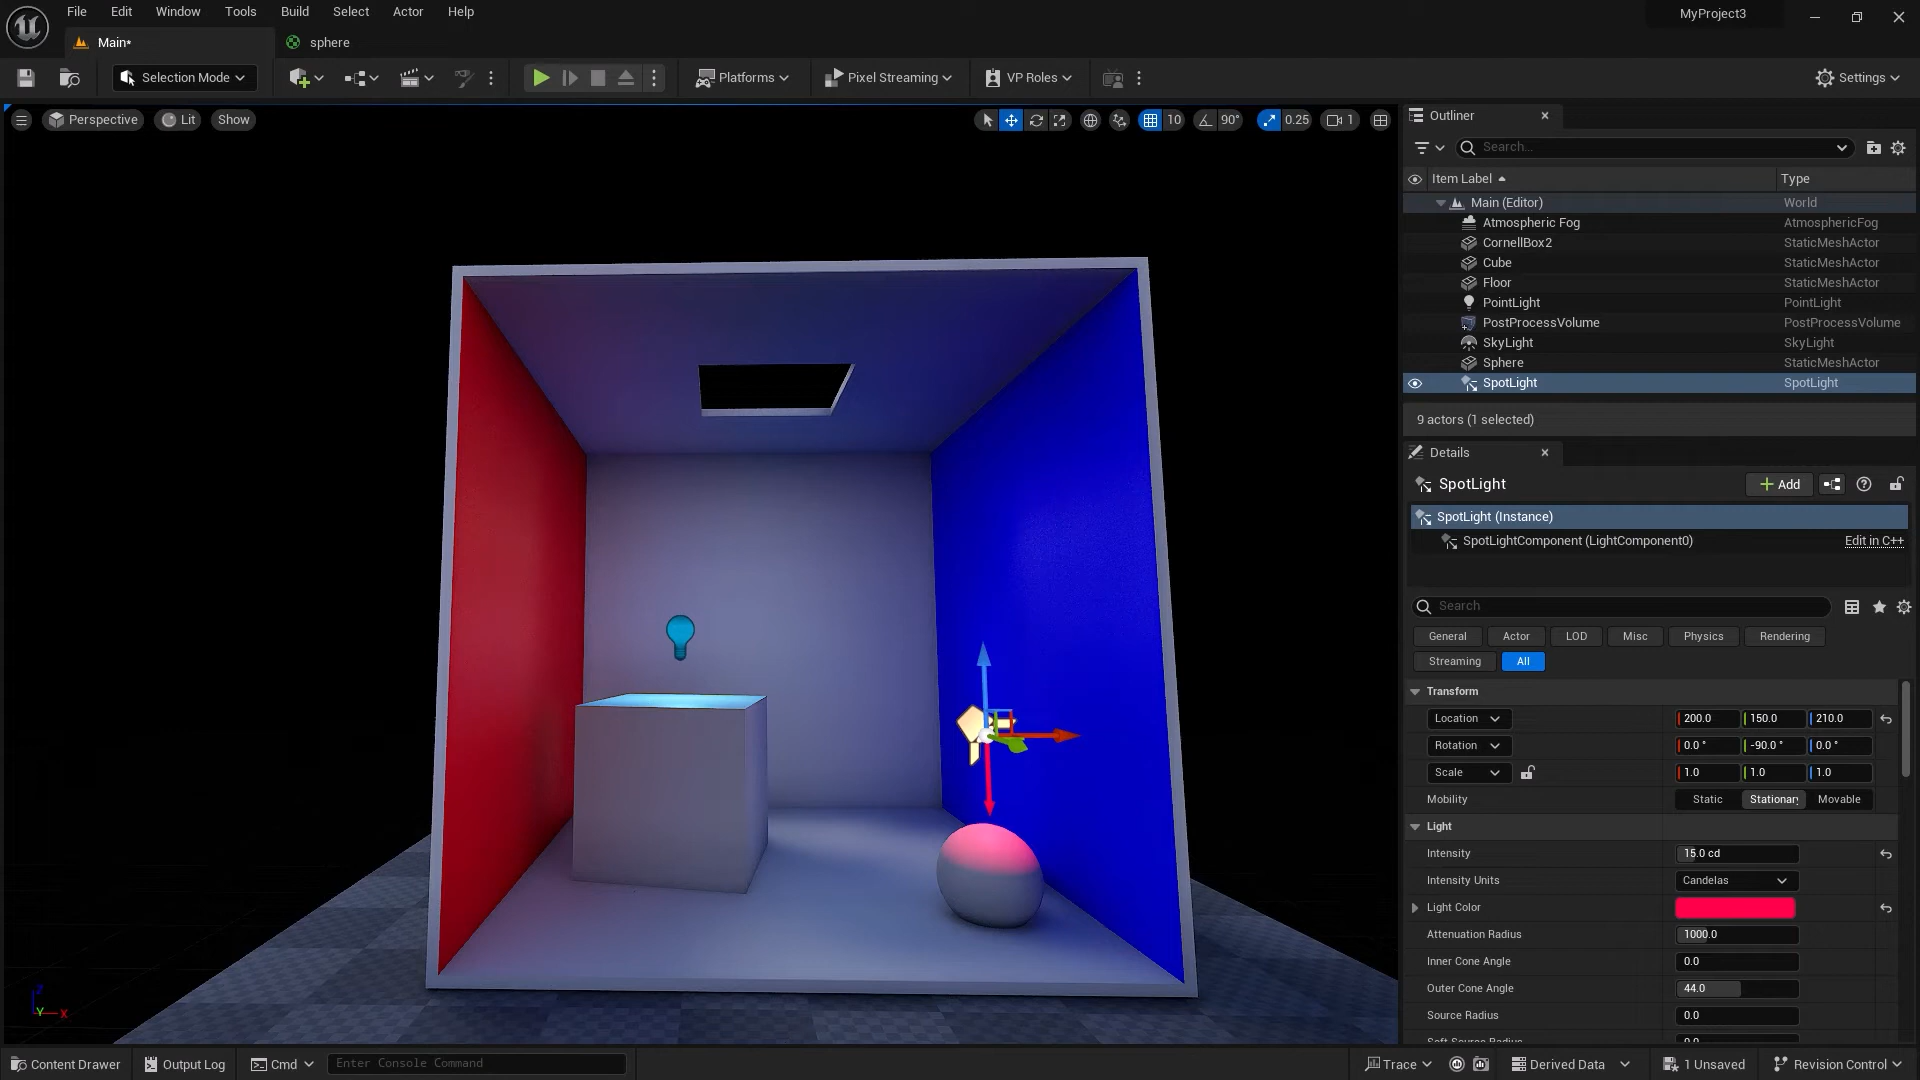 File Edit Window Tools Build Select Actor Help
MyProject3
Main*
sphere
Selection Mode
Platforms
Pixel Streaming
VP Roles
Settings
Perspective
Lit
Show
10
90°
0.25
1
Outliner
Search...
Item Label
Type
Main (Editor) World
Atmospheric Fog AtmosphericFog
CornellBox2 StaticMeshActor
Cube StaticMeshActor
Floor StaticMeshActor
PointLight PointLight
PostProcessVolume PostProcessVolume
SkyLight SkyLight
Sphere StaticMeshActor
SpotLight SpotLight
9 actors (1 selected)
Details
SpotLight
Add
SpotLight (Instance)
SpotLightComponent (LightComponent0) Edit in C++
Search
General Actor LOD Misc Physics Rendering
Streaming All
Transform
Location 200.0 150.0 210.0
Rotation 0.0 ° -90.0 ° 0.0 °
Scale 1.0 1.0 1.0
Mobility Static Stationary Movable
Light
Intensity 15.0 cd
Intensity Units Candelas
Light Color
Attenuation Radius 1000.0
Inner Cone Angle 0.0
Outer Cone Angle 44.0
Source Radius 0.0
Soft Source Radius 0.0
Z
Y
X
Content Drawer
Output Log
Cmd
Enter Console Command
Trace
Derived Data
1 Unsaved
Revision Control